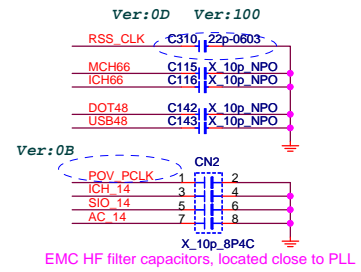 Ver:0D Ver:100
RSS_CLK C310 22p-0603
MCH66 C115 X_10p_NPO
ICH66 C116 X_10p_NPO
DOT48 C142 X_10p_NPO
USB48 C143 X_10p_NPO
Ver:0B
CN2
POV_PCLK 1 2
ICH_14 3 4
SIO_14 5 6
AC_14 7 8
X_10p_8P4C
EMC HF filter capacitors, located close to PLL